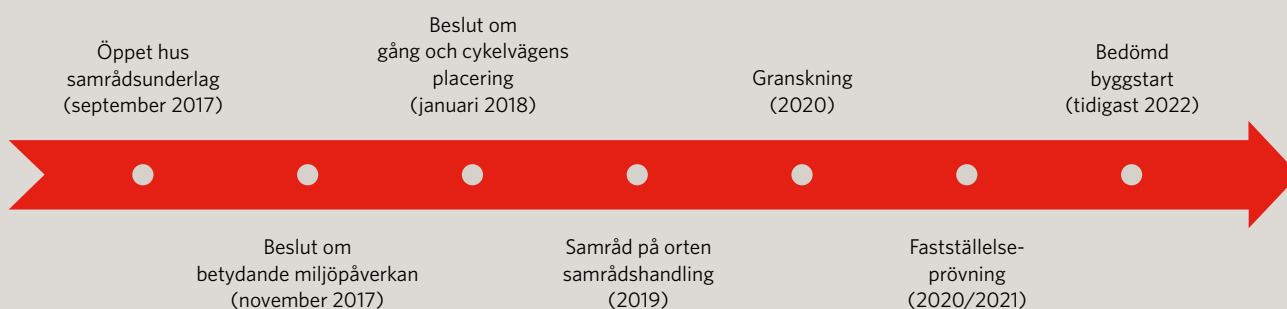 Öppet hus
samrådsunderlag
(september 2017)
Beslut om
betydande miljöpåverkan
(november 2017)
Beslut om
gång och cykelvägens
placering
(januari 2018)
Samråd på orten
samrådshandling
(2019)
Granskning
(2020)
Fastställelse-
prövning
(2020/2021)
Bedömd
byggstart
(tidigast 2022)